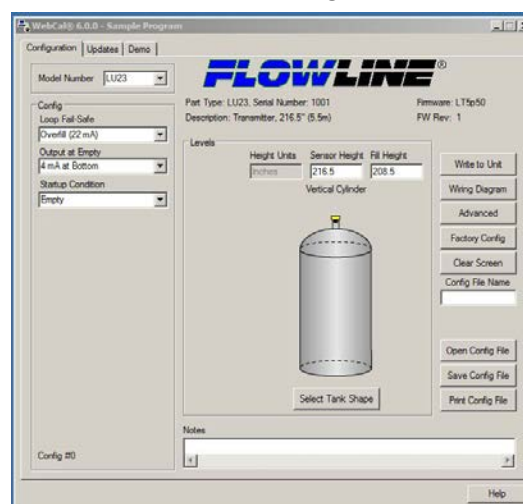 WebCal® 6.0.0 - Sample Program
Configuration Updates Demo
Model Number LU23
FLOWLINE®
Part Type: LU23, Serial Number: 1001 Firmware: LT5p50
Description: Transmitter, 216.5" (5.5m) FW Rev: 1
Config
Loop Fail-Safe
Overfill (22 mA)
Output at Empty
4 mA at Bottom
Startup Condition
Empty
Config #0
Levels
Height Units Sensor Height Fill Height
Inches 216.5 208.5
Vertical Cylinder
Select Tank Shape
Write to Unit
Wiring Diagram
Advanced
Factory Config
Clear Screen
Config File Name
Open Config File
Save Config File
Print Config File
Notes
Help